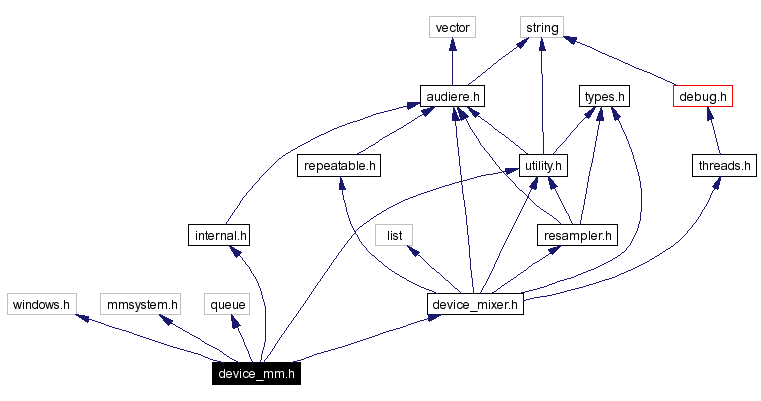 vector
string
audiere.h
types.h
debug.h
repeatable.h
utility.h
threads.h
internal.h
list
resampler.h
windows.h
mmsystem.h
queue
device_mixer.h
device_mm.h